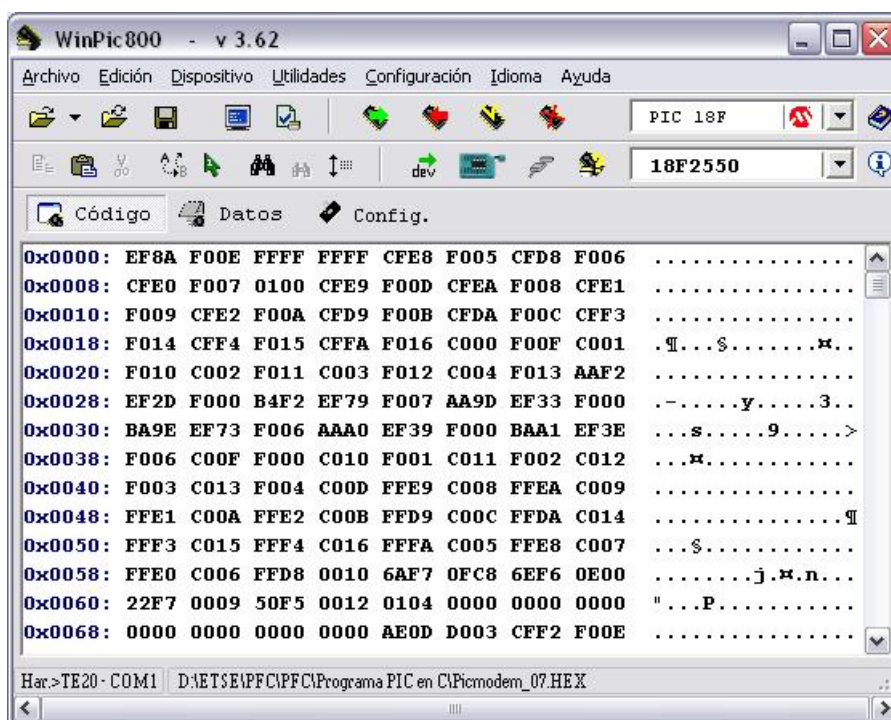 WinPic800 - v 3.62
Archivo Edición Dispositivo Utilidades Configuración Idioma Ayuda
PIC 18F
dev 18F2550
Código Datos Config.
0x0000: EF8A F00E FFFF FFFF CFE8 F005 CFD8 F006 ................
0x0008: CFE0 F007 0100 CFE9 F00D CFEA F008 CFE1 ................
0x0010: F009 CFE2 F00A CFD9 F00B CFDA F00C CFF3 ................
0x0018: F014 CFF4 F015 CFFA F016 C000 F00F C001 .¶...§.......¤..
0x0020: F010 C002 F011 C003 F012 C004 F013 AAF2 ................
0x0028: EF2D F000 B4F2 EF79 F007 AA9D EF33 F000 .-.....y.....3..
0x0030: BA9E EF73 F006 AAA0 EF39 F000 BAA1 EF3E ...s.....9.....>
0x0038: F006 C00F F000 C010 F001 C011 F002 C012 ...¤............
0x0040: F003 C013 F004 C00D FFE9 C008 FFEA C009 ................
0x0048: FFE1 C00A FFE2 C00B FFD9 C00C FFDA C014 ...............¶
0x0050: FFF3 C015 FFF4 C016 FFFA C005 FFE8 C007 ...§............
0x0058: FFE0 C006 FFD8 0010 6AF7 0FC8 6EF6 0E00 ........j.¤.n...
0x0060: 22F7 0009 50F5 0012 0104 0000 0000 0000 "...P...........
0x0068: 0000 0000 0000 0000 AE0D D003 CFF2 F00E ................
Har.>TE20 - COM1 D:\ETSE\PFC\PFC\Programa PIC en C\Picmodem_07.HEX